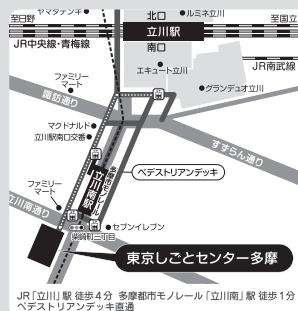 ヤマダデンキ
北口
ルミネ立川
至日野
立川駅
至国立
JR中央線・青梅線
南口
エキュート立川
JR南武線
ファミリーマート
グランデュオ立川
諏訪通り
マクドナルド
立川駅南口交番
すずらん通り
多摩都市モノレール
立川南駅
ペデストリアンデッキ
ファミリーマート
立川南通り
柴崎町三丁目
セブンイレブン
東京しごとセンター多摩
JR「立川」駅 徒歩4分 多摩都市モノレール「立川南」駅 徒歩1分
ペデストリアンデッキ直通